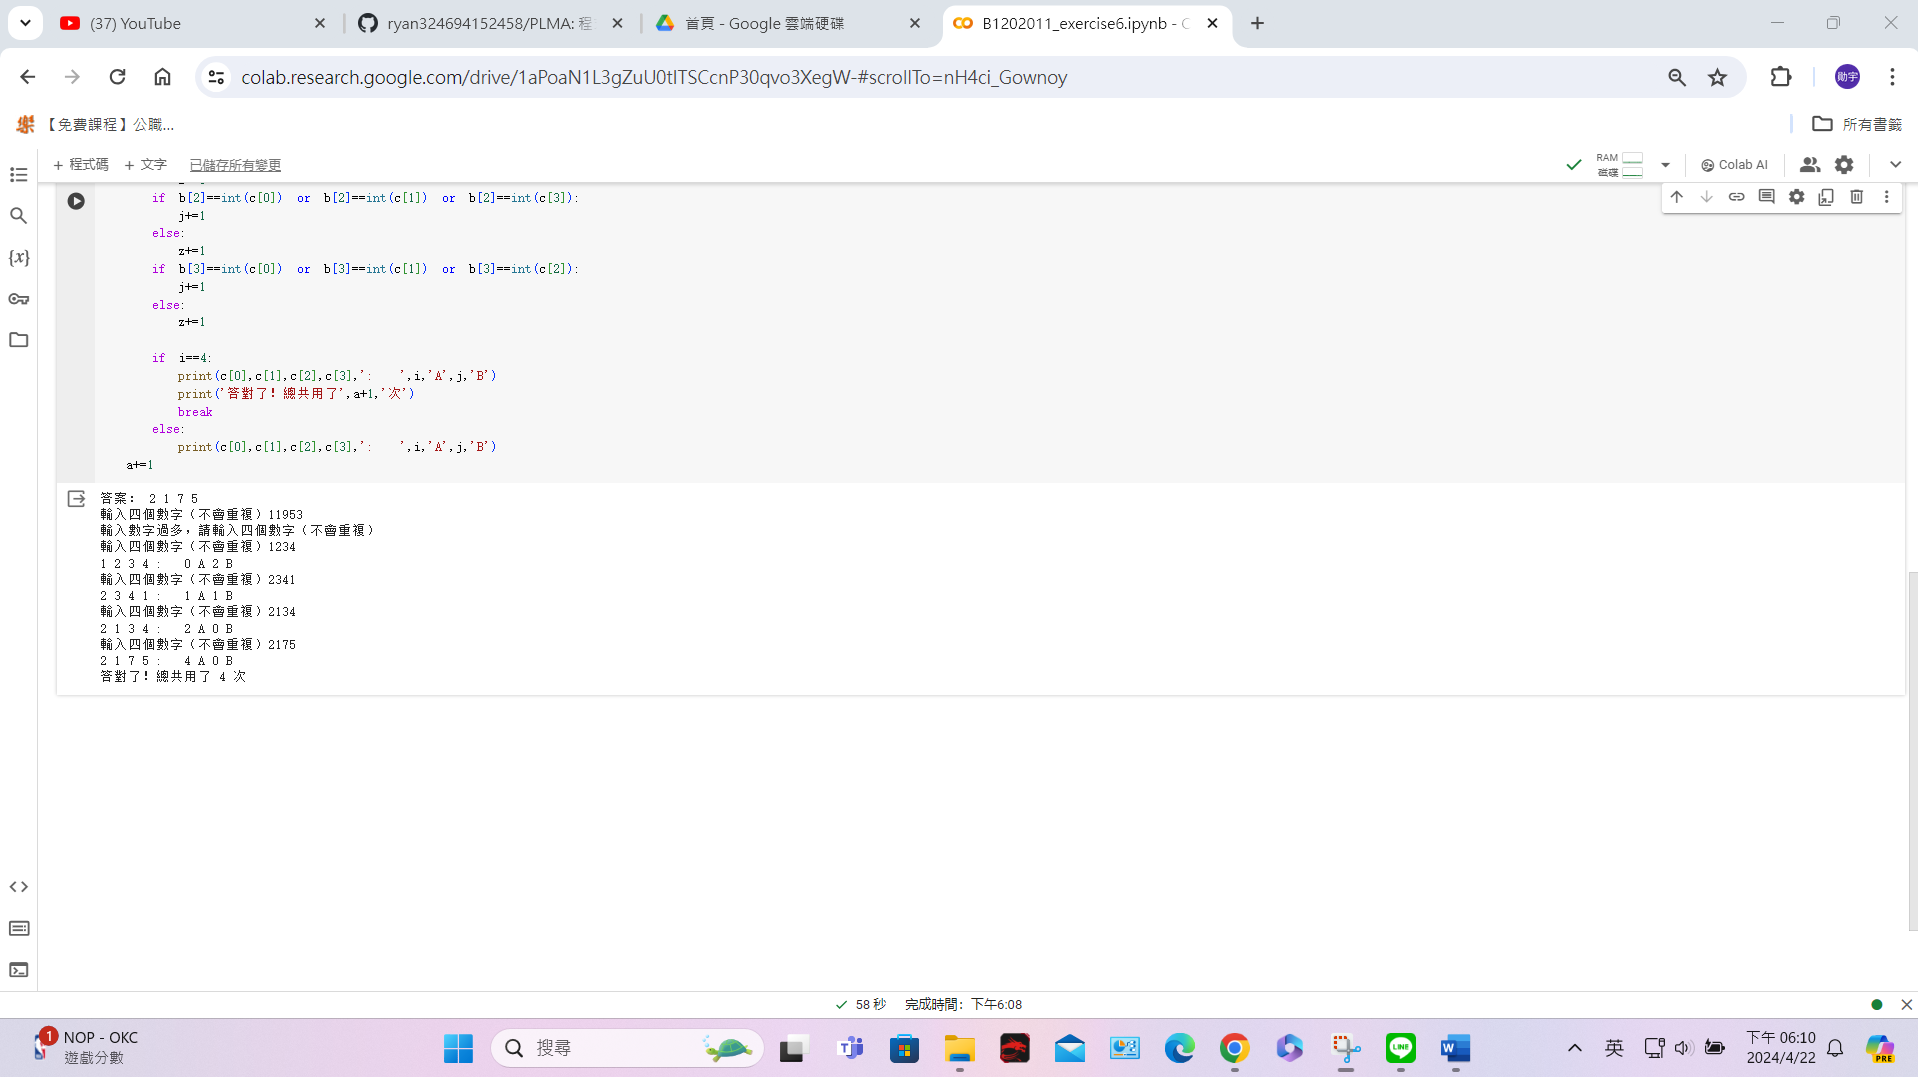 (37) YouTube
ryan324694152458/PLMA: 程
首頁 - Google 雲端硬碟
B1202011_exercise6.ipynb - C
colab.research.google.com/drive/1aPoaN1L3gZuU0tITSCcnP30qvo3XegW-#scrollTo=nH4ci_Gownoy
勛宇
【免費課程】公職...
所有書籤
+ 程式碼 + 文字 已儲存所有變更
RAM
磁碟
Colab AI
if b[2]==int(c[0]) or b[2]==int(c[1]) or b[2]==int(c[3]):
j+=1
else:
z+=1
if b[3]==int(c[0]) or b[3]==int(c[1]) or b[3]==int(c[2]):
j+=1
else:
z+=1
if i==4:
print(c[0],c[1],c[2],c[3],':  ',i,'A',j,'B')
print('答對了! 總共用了',a+1,'次')
break
else:
print(c[0],c[1],c[2],c[3],':  ',i,'A',j,'B')
a+=1
答案: 2 1 7 5
輸入四個數字(不會重複)11953
輸入數字過多,請輸入四個數字(不會重複)
輸入四個數字(不會重複)1234
1 2 3 4 :   0 A 2 B
輸入四個數字(不會重複)2341
2 3 4 1 :   1 A 1 B
輸入四個數字(不會重複)2134
2 1 3 4 :   2 A 0 B
輸入四個數字(不會重複)2175
2 1 7 5 :   4 A 0 B
答對了! 總共用了 4 次
58 秒 完成時間: 下午6:08
1
NOP - OKC
遊戲分數
搜尋
英
下午 06:10
2024/4/22
PRE